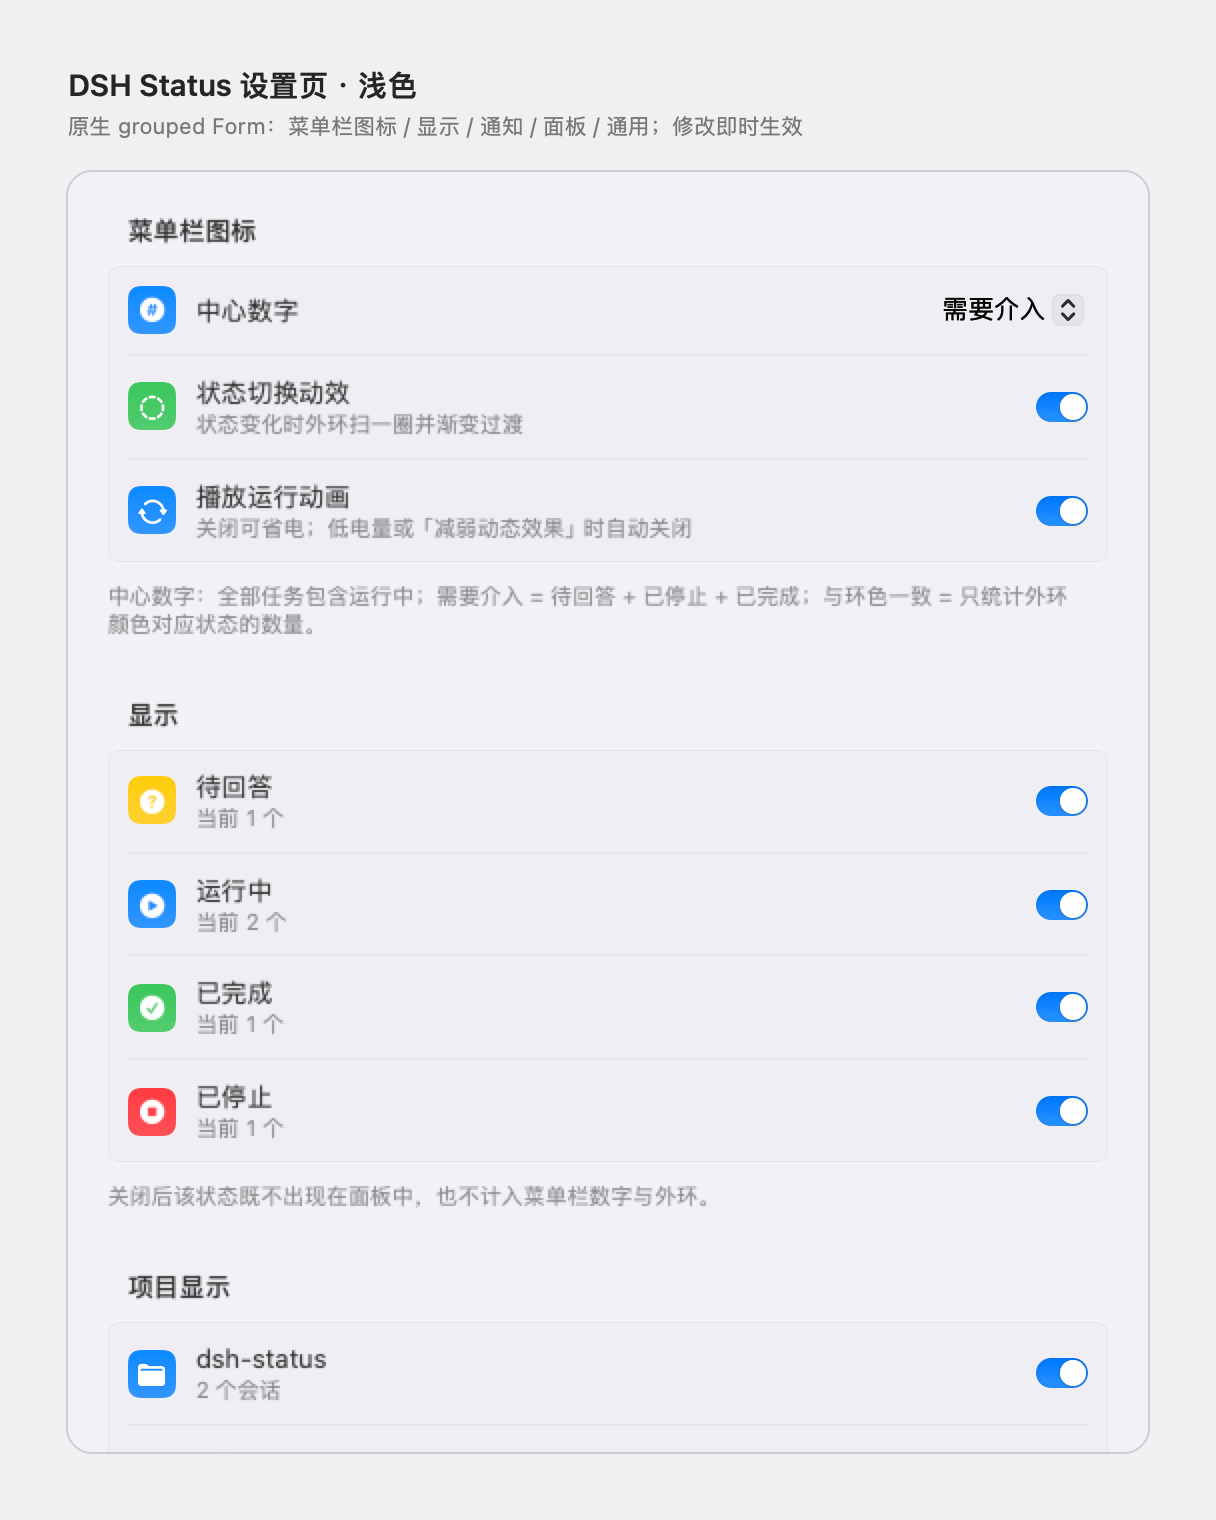 DSH Status 设置页 · 浅色
原生 grouped Form：菜单栏图标 / 显示 / 通知 / 面板 / 通用；修改即时生效
菜单栏图标
#
中心数字
需要介入
状态切换动效
状态变化时外环扫一圈并渐变过渡
播放运行动画
关闭可省电；低电量或「减弱动态效果」时自动关闭
中心数字：全部任务包含运行中；需要介入 = 待回答 + 已停止 + 已完成；与环色一致 = 只统计外环
颜色对应状态的数量。
显示
?
待回答
当前 1 个
运行中
当前 2 个
已完成
当前 1 个
已停止
当前 1 个
关闭后该状态既不出现在面板中，也不计入菜单栏数字与外环。
项目显示
dsh-status
2 个会话